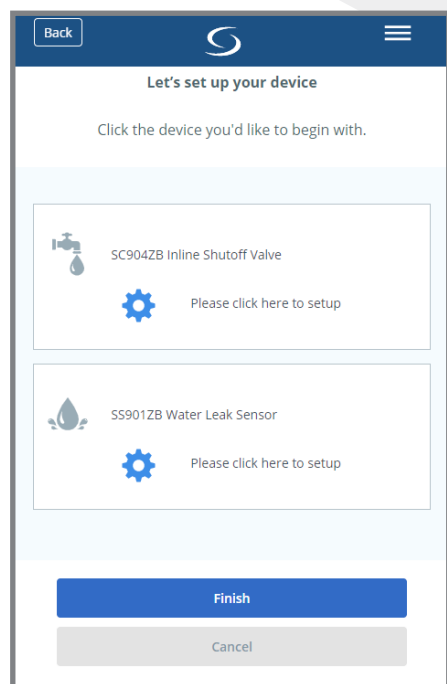 Back
Let's set up your device
Click the device you'd like to begin with.
SC904ZB Inline Shutoff Valve
Please click here to setup
SS901ZB Water Leak Sensor
Please click here to setup
Finish
Cancel